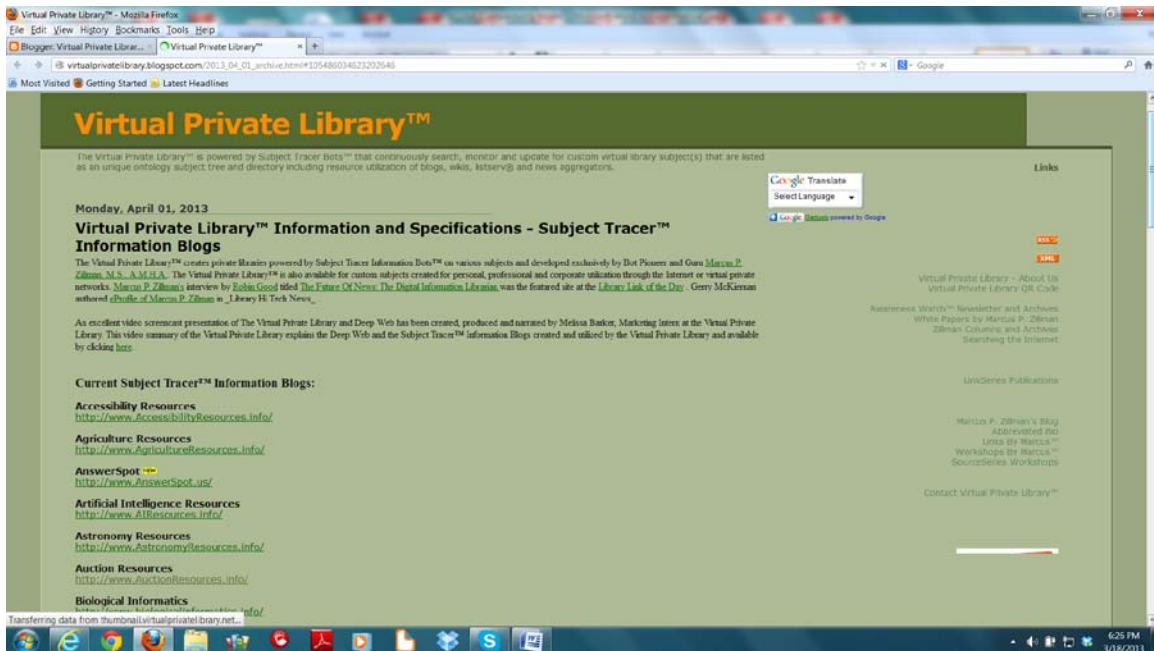 Virtual Private Library™ - Mozilla Firefox
File Edit View History Bookmarks Tools Help
Blogger: Virtual Private Librar...
Virtual Private Library™
virtualprivatelibrary.blogspot.com/2013_04_01_archive.html#105486034623202646
Google
Most Visited Getting Started Latest Headlines
Virtual Private Library™
The Virtual Private Library™ is powered by Subject Tracer Bots™ that continuously search, monitor and update for custom virtual library subject(s) that are listed
as an unique ontology subject tree and directory including resource utilization of blogs, wikis, listserv® and news aggregators.
Monday, April 01, 2013
Virtual Private Library™ Information and Specifications - Subject Tracer™
Information Blogs
The Virtual Private Library™ creates private libraries powered by Subject Tracer Information Bots™ on various subjects and developed exclusively by Bot Pioneer and Guru Marcus P.
Zillman, M.S., A.M.H.A. The Virtual Private Library™ is also available for custom subjects created for personal, professional and corporate utilization through the Internet or virtual private
networks. Marcus P. Zillman's interview by Robin Good titled The Future Of News: The Digital Information Librarian was the featured site at the Library Link of the Day . Gerry McKiernan
authored eProfile of Marcus P. Zillman in _Library Hi Tech News_ .
An excellent video screencast presentation of The Virtual Private Library and Deep Web has been created, produced and narrated by Melissa Barker, Marketing Intern at the Virtual Private
Library. This video summary of the Virtual Private Library explains the Deep Web and the Subject Tracer™ Information Blogs created and utilized by the Virtual Private Library and available
by clicking here.
Current Subject Tracer™ Information Blogs:
Accessibility Resources
http://www.AccessibilityResources.info/
Agriculture Resources
http://www.AgricultureResources.info/
AnswerSpot NEW
http://www.AnswerSpot.us/
Artificial Intelligence Resources
http://www.AIResources.info/
Astronomy Resources
http://www.AstronomyResources.info/
Auction Resources
http://www.AuctionResources.info/
Biological Informatics
http://www.biologicalinformatics.info/
Google Translate
Select Language
Google powered by Google
Links
RSS
XML
Virtual Private Library - About Us
Virtual Private Library QR Code
Awareness Watch™ Newsletter and Archives
White Papers by Marcus P. Zillman
Zillman Columns and Archives
Searching the Internet
LinkSeries Publications
Marcus P. Zillman's Blog
Abbreviated Bio
Links By Marcus™
Workshops By Marcus™
SourceSeries Workshops
Contact Virtual Private Library™
Transferring data from thumbnail.virtualprivatelibrary.net...
6:25 PM
3/18/2013